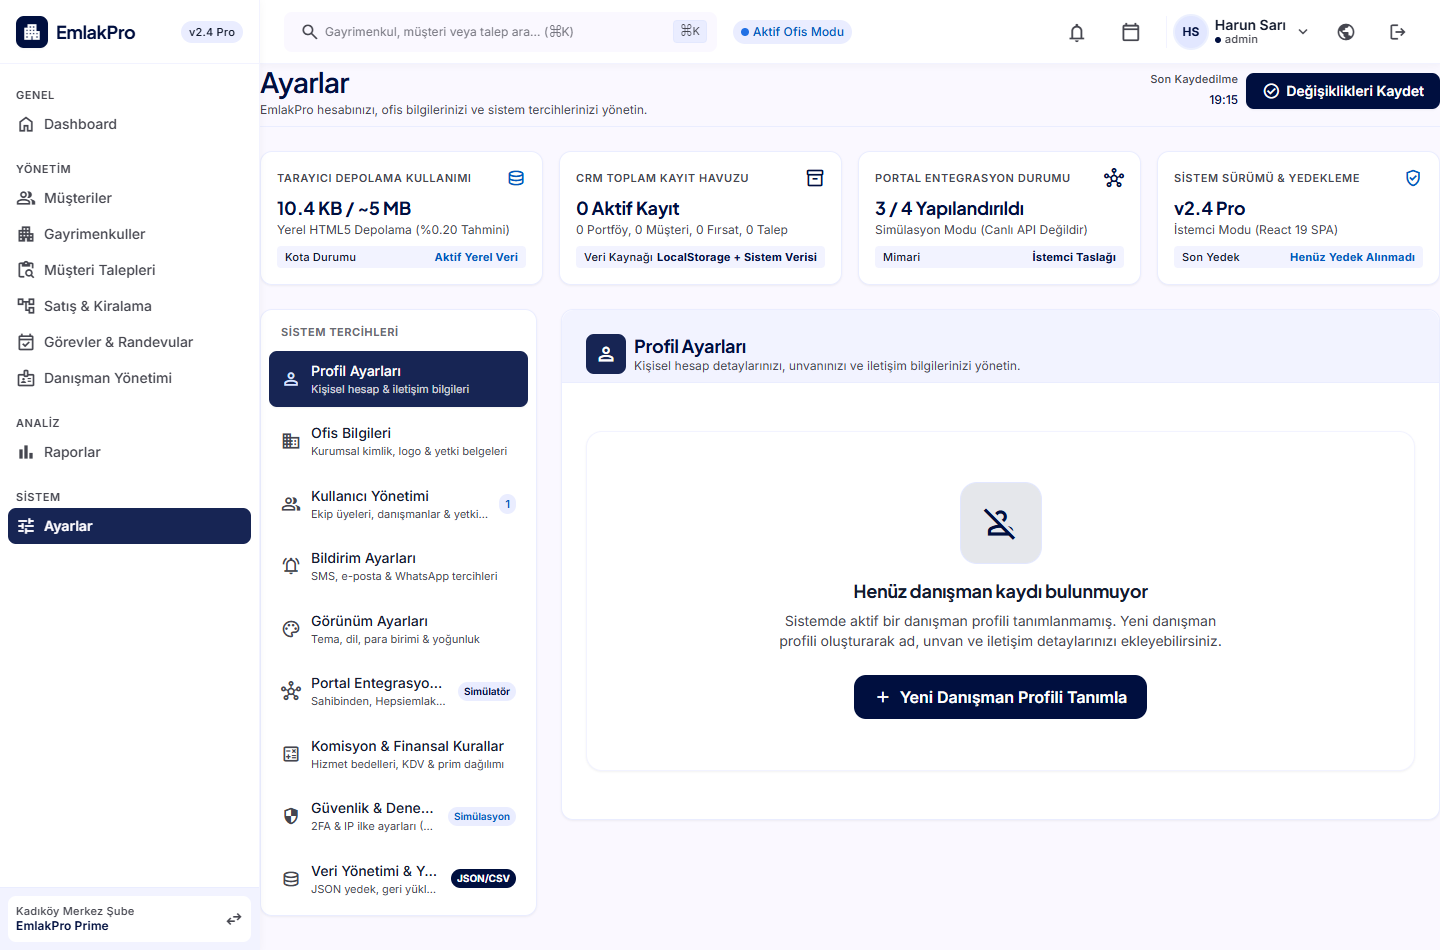 EmlakPro
v2.4 Pro
Gayrimenkul, müşteri veya talep ara... (⌘K)
⌘K
Aktif Ofis Modu
HS
Harun Sarı
admin
GENEL
Dashboard
YÖNETİM
Müşteriler
Gayrimenkuller
Müşteri Talepleri
Satış & Kiralama
Görevler & Randevular
Danışman Yönetimi
ANALİZ
Raporlar
SİSTEM
Ayarlar
Kadıköy Merkez Şube
EmlakPro Prime
Ayarlar
EmlakPro hesabınızı, ofis bilgilerinizi ve sistem tercihlerinizi yönetin.
Son Kaydedilme
19:15
Değişiklikleri Kaydet
TARAYICI DEPOLAMA KULLANIMI
10.4 KB / ~5 MB
Yerel HTML5 Depolama (%0.20 Tahmini)
Kota Durumu Aktif Yerel Veri
CRM TOPLAM KAYIT HAVUZU
0 Aktif Kayıt
0 Portföy, 0 Müşteri, 0 Fırsat, 0 Talep
Veri Kaynağı LocalStorage + Sistem Verisi
PORTAL ENTEGRASYON DURUMU
3 / 4 Yapılandırıldı
Simülasyon Modu (Canlı API Değildir)
Mimari İstemci Taslağı
SİSTEM SÜRÜMÜ & YEDEKLEME
v2.4 Pro
İstemci Modu (React 19 SPA)
Son Yedek Henüz Yedek Alınmadı
SİSTEM TERCİHLERİ
Profil Ayarları
Kişisel hesap & iletişim bilgileri
Ofis Bilgileri
Kurumsal kimlik, logo & yetki belgeleri
Kullanıcı Yönetimi
Ekip üyeleri, danışmanlar & yetki...
1
Bildirim Ayarları
SMS, e-posta & WhatsApp tercihleri
Görünüm Ayarları
Tema, dil, para birimi & yoğunluk
Portal Entegrasyo...
Sahibinden, Hepsiemlak...
Simülatör
Komisyon & Finansal Kurallar
Hizmet bedelleri, KDV & prim dağılımı
Güvenlik & Dene...
2FA & IP ilke ayarları (...
Simülasyon
Veri Yönetimi & Y...
JSON yedek, geri yükl...
JSON/CSV
Profil Ayarları
Kişisel hesap detaylarınızı, unvanınızı ve iletişim bilgilerinizi yönetin.
Henüz danışman kaydı bulunmuyor
Sistemde aktif bir danışman profili tanımlanmamış. Yeni danışman
profili oluşturarak ad, unvan ve iletişim detaylarınızı ekleyebilirsiniz.
+ Yeni Danışman Profili Tanımla